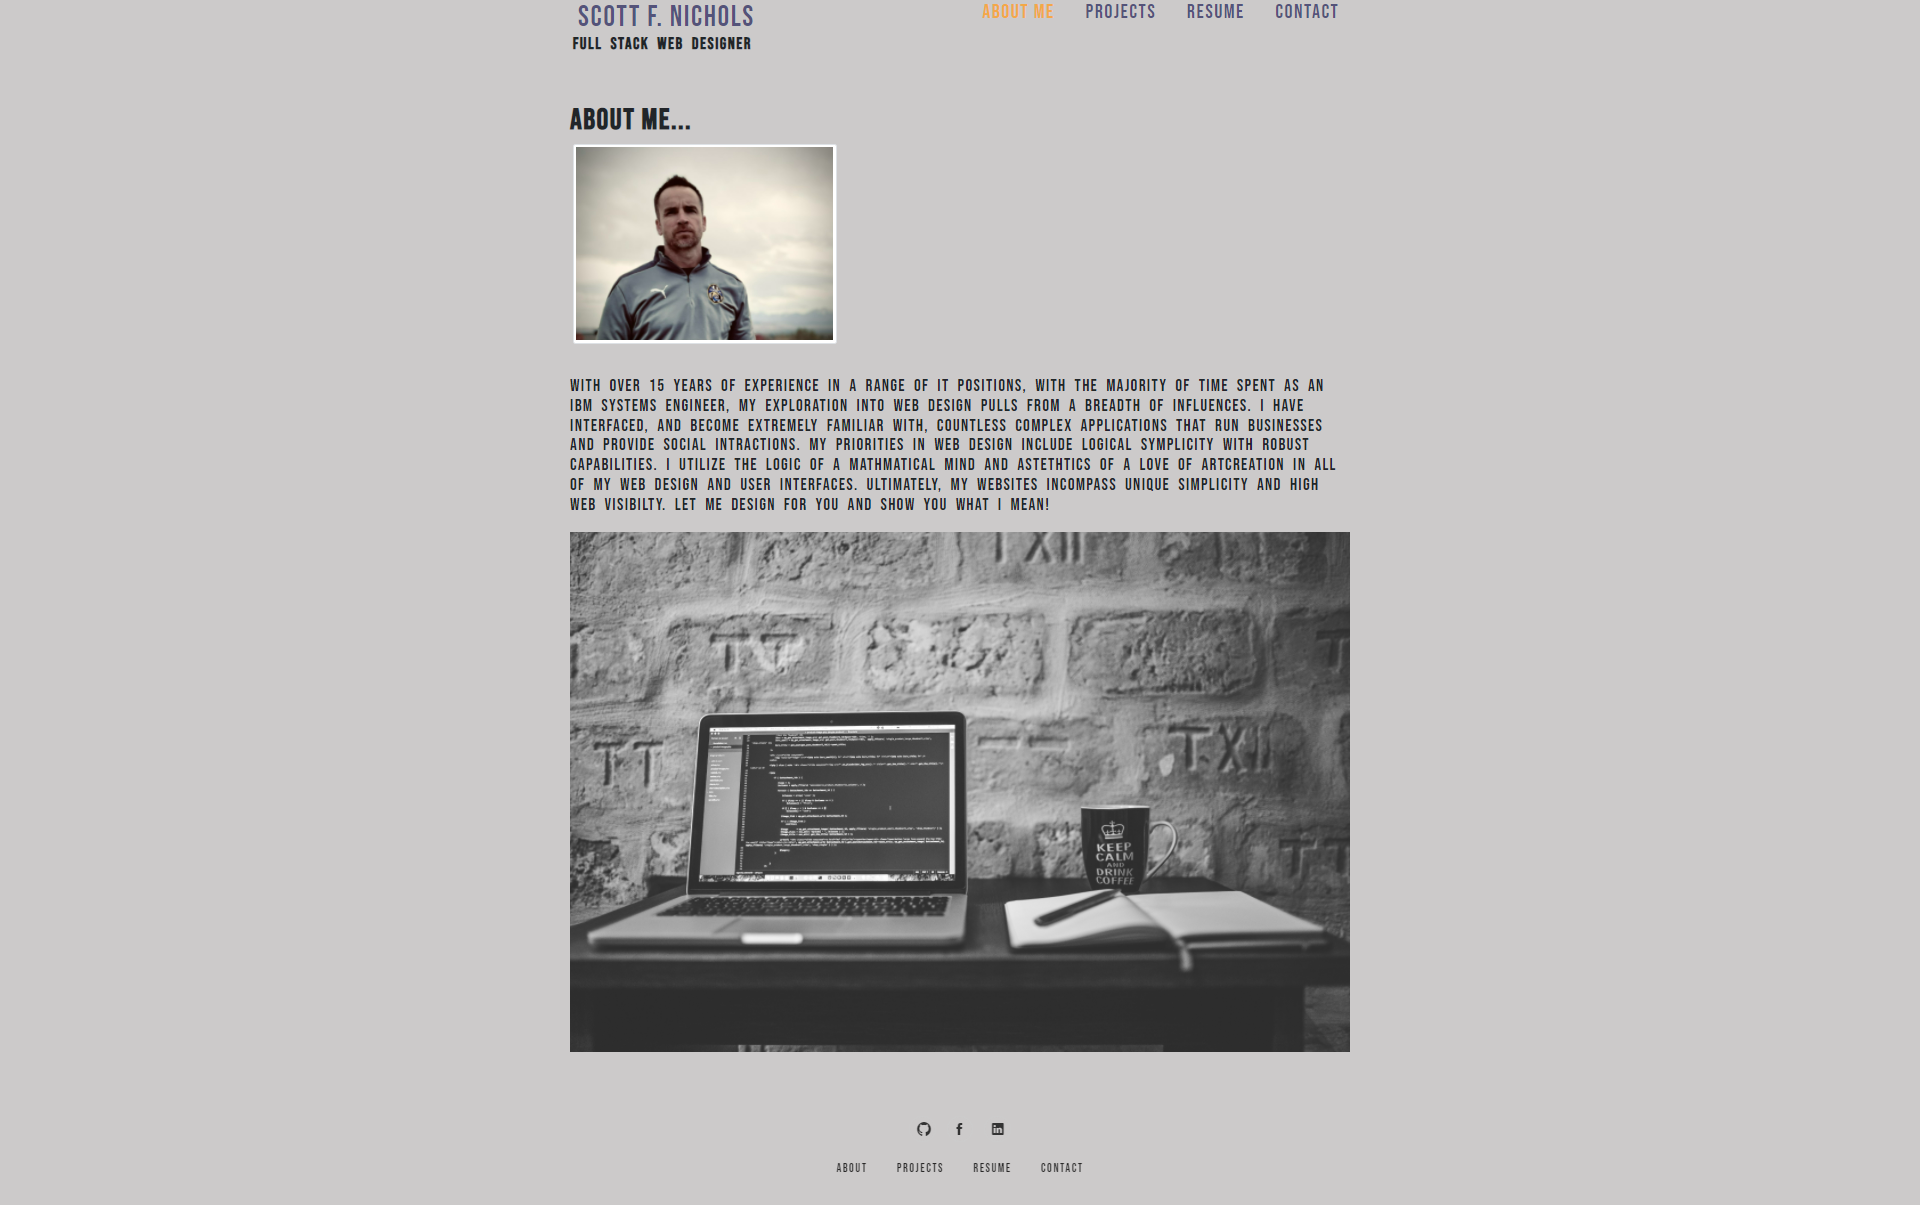 SCOTT F. NICHOLS
ABOUT ME PROJECTS RESUME CONTACT
FULL STACK WEB DESIGNER
ABOUT ME...
WITH OVER 15 YEARS OF EXPERIENCE IN A RANGE OF IT POSITIONS, WITH THE MAJORITY OF TIME SPENT AS AN
IBM SYSTEMS ENGINEER, MY EXPLORATION INTO WEB DESIGN PULLS FROM A BREADTH OF INFLUENCES. I HAVE
INTERFACED, AND BECOME EXTREMELY FAMILIAR WITH, COUNTLESS COMPLEX APPLICATIONS THAT RUN BUSINESSES
AND PROVIDE SOCIAL INTRACTIONS. MY PRIORITIES IN WEB DESIGN INCLUDE LOGICAL SYMPLICITY WITH ROBUST
CAPABILITIES. I UTILIZE THE LOGIC OF A MATHMATICAL MIND AND ASTETHTICS OF A LOVE OF ARTCREATION IN ALL
OF MY WEB DESIGN AND USER INTERFACES. ULTIMATELY, MY WEBSITES INCOMPASS UNIQUE SIMPLICITY AND HIGH
WEB VISIBILTY. LET ME DESIGN FOR YOU AND SHOW YOU WHAT I MEAN!
TXII
TT
TT
TXII
KEEP
CALM
AND
DRINK
COFFEE
TT
ABOUT PROJECTS RESUME CONTACT